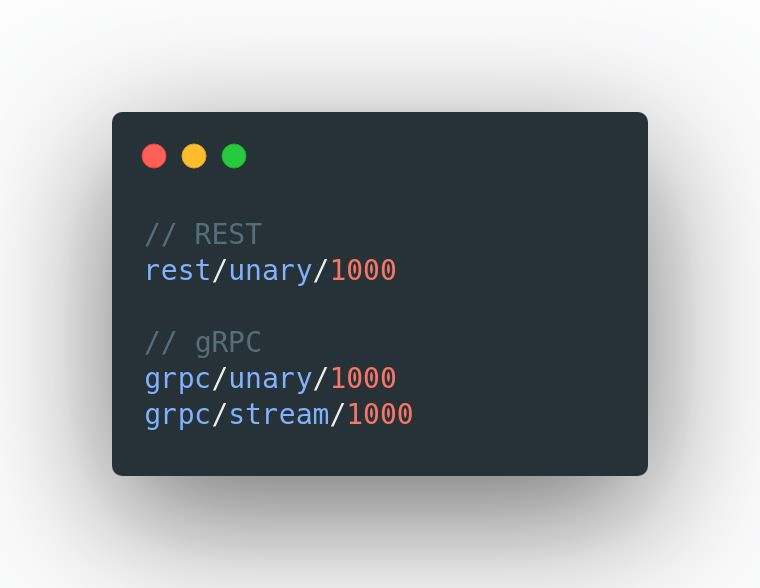 // REST
rest/unary/1000
// gRPC
grpc/unary/1000
grpc/stream/1000